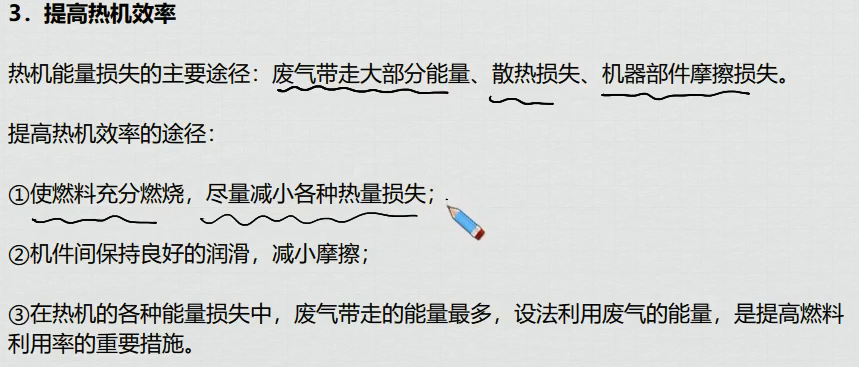 3．提高热机效率
热机能量损失的主要途径：废气带走大部分能量、散热损失、机器部件摩擦损失。
提高热机效率的途径：
①使燃料充分燃烧，尽量减小各种热量损失；
②机件间保持良好的润滑，减小摩擦；
③在热机的各种能量损失中，废气带走的能量最多，设法利用废气的能量，是提高燃料
利用率的重要措施。